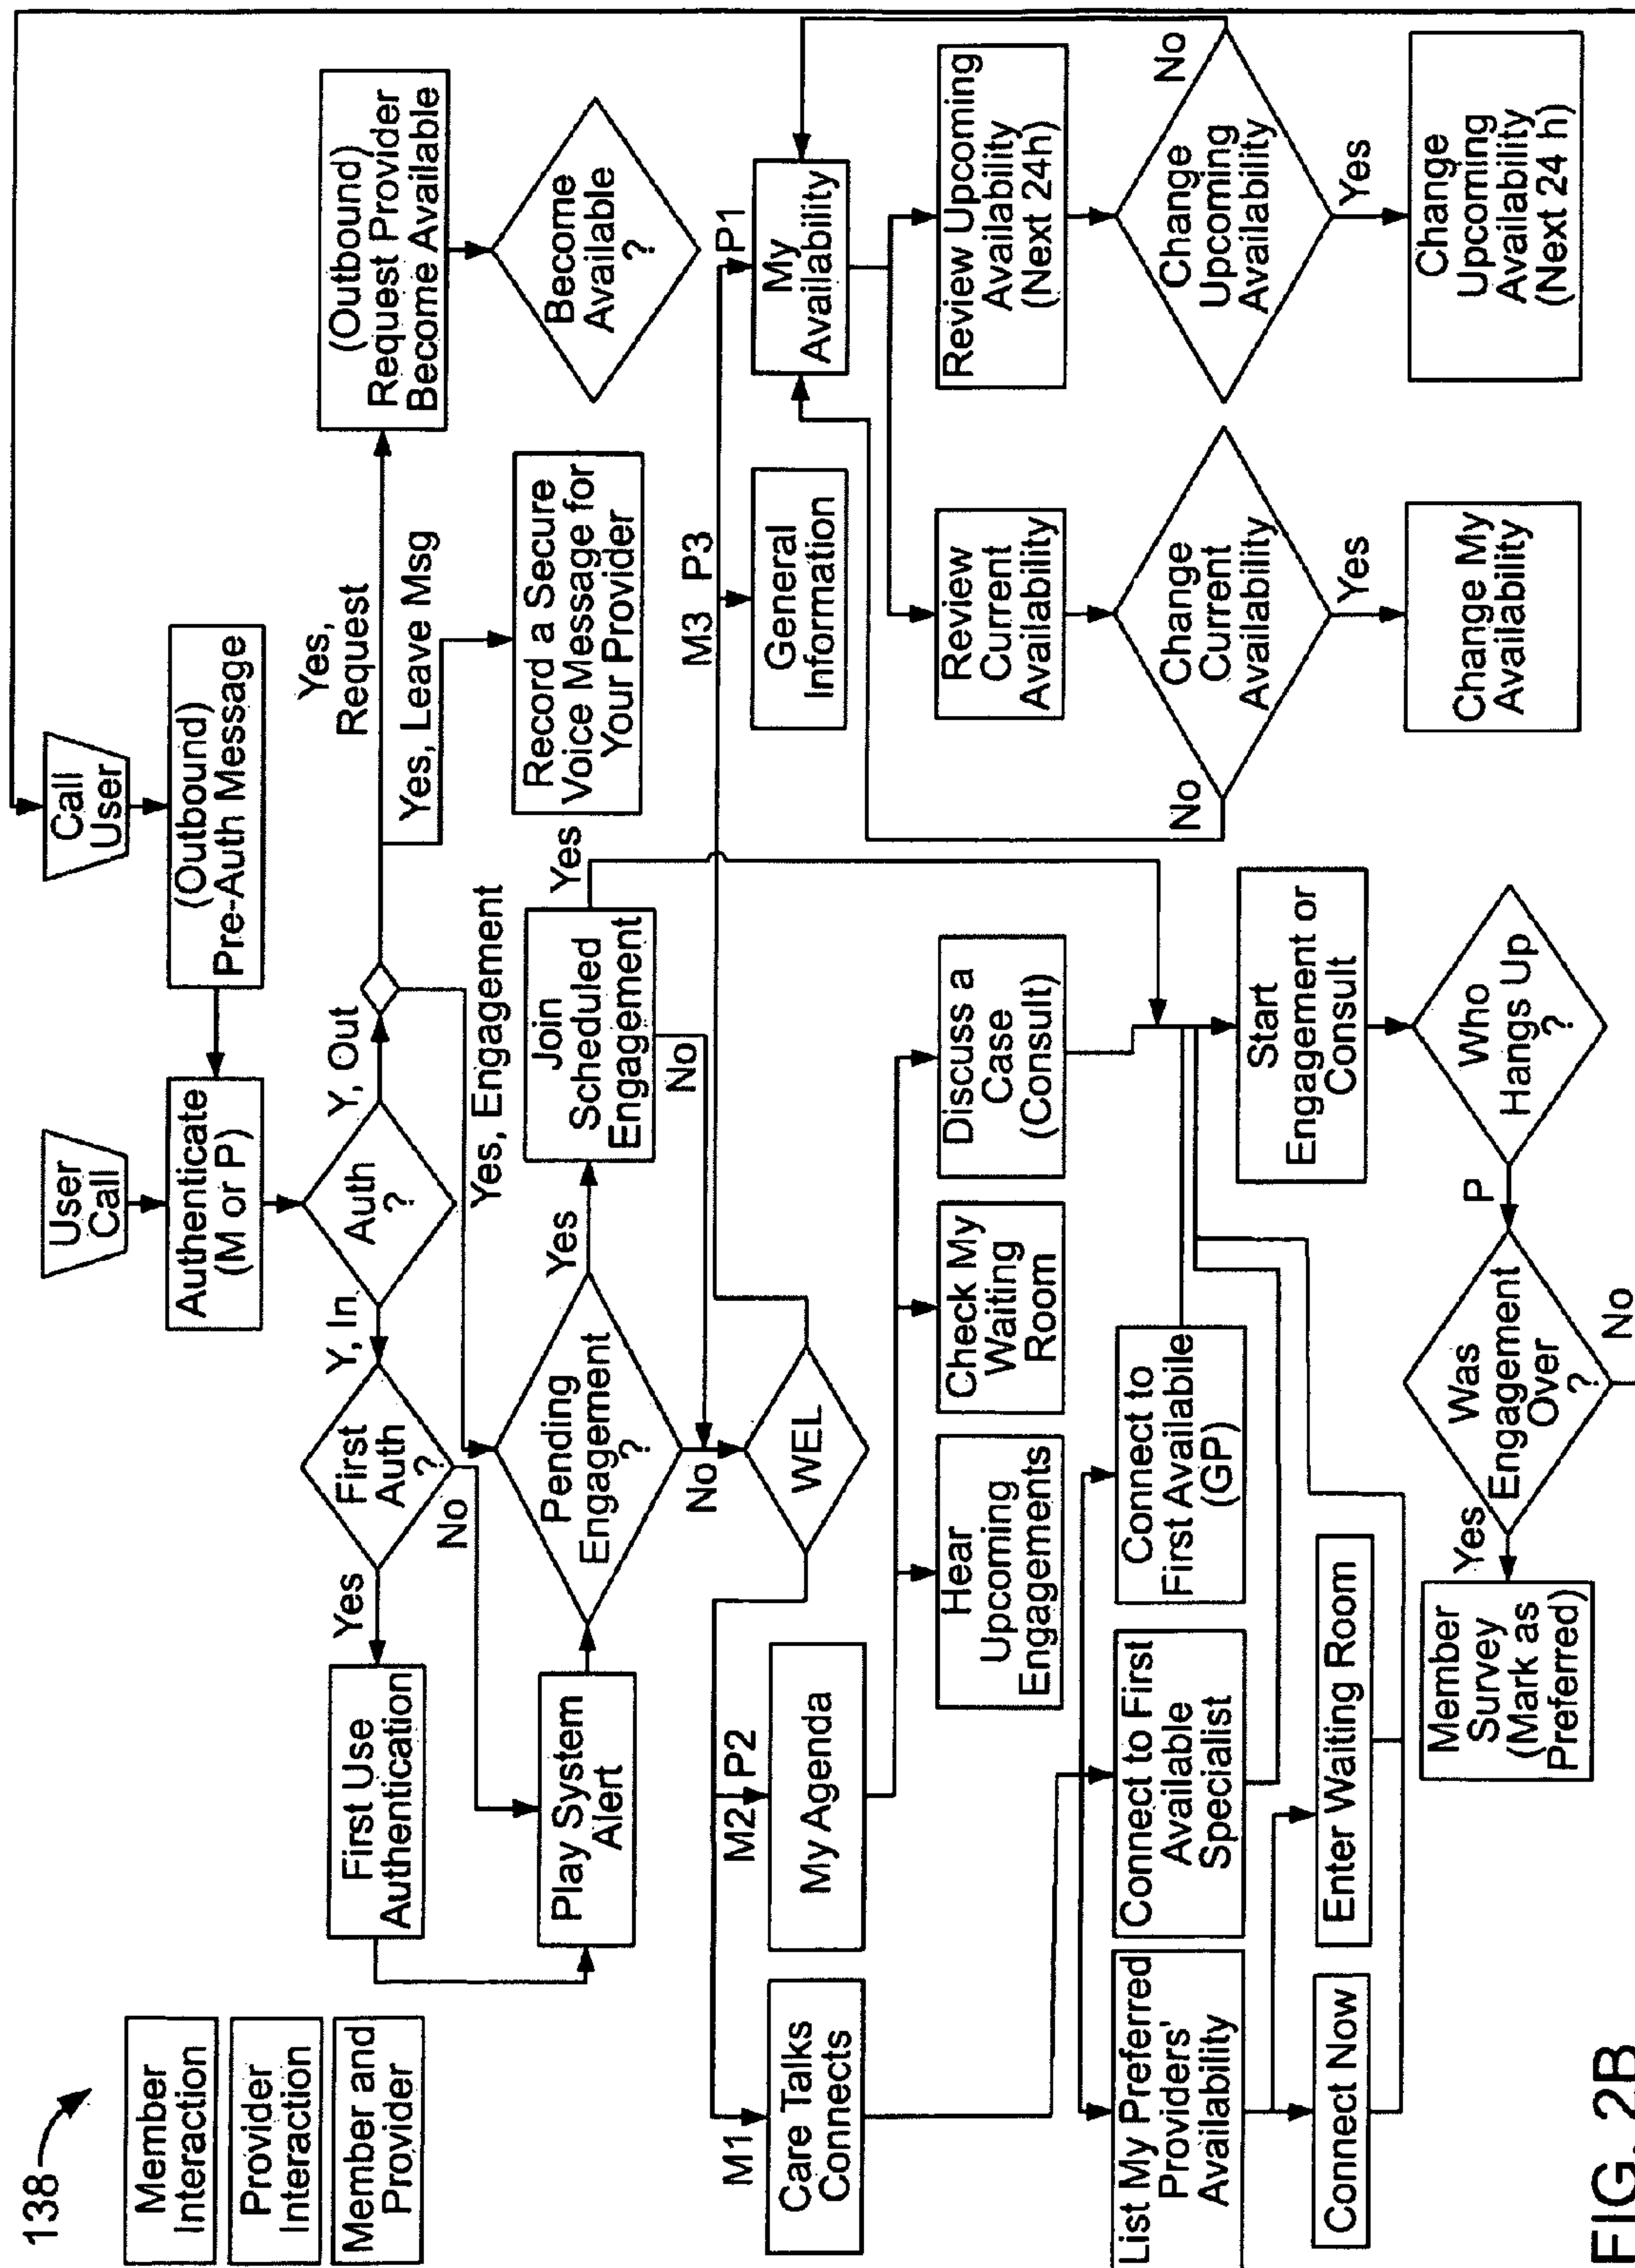 138
Member
Interaction
Provider
Interaction
Member and
Provider
User
Call
Call
User
Authenticate
(M or P)
(Outbound)
Pre-Auth Message
First Use
Authentication
Yes
First
Auth
?
Y, In
Auth
?
Y, Out
Yes,
Request
(Outbound)
Request Provider
Become Available
No
Yes, Leave Msg
Yes, Engagement
Play System
Alert
Pending
Engagement
?
Yes
Join
Scheduled
Engagement
Yes
Record a Secure
Voice Message for
Your Provider
Become
Available
?
No
No
M1
M2
P2
WEL
M3
P3
P1
Care Talks
Connects
My Agenda
General
Information
My
Availability
Hear
Upcoming
Engagements
Check My
Waiting
Room
Discuss a
Case
(Consult)
Review
Current
Availability
Review Upcoming
Availability
(Next 24h)
List My Preferred
Providers'
Availability
Connect to First
Available
Specialist
Connect to
First Availabile
(GP)
No
Change
Current
Availability
Change
Upcoming
Availability
No
Start
Engagement or
Consult
Yes
Yes
Connect Now
Enter Waiting Room
Change My
Availability
Change
Upcoming
Availability
(Next 24 h)
Member
Survey
(Mark as
Preferred)
Yes
Was
Engagement
Over
?
P
Who
Hangs Up
?
No
FIG. 2B